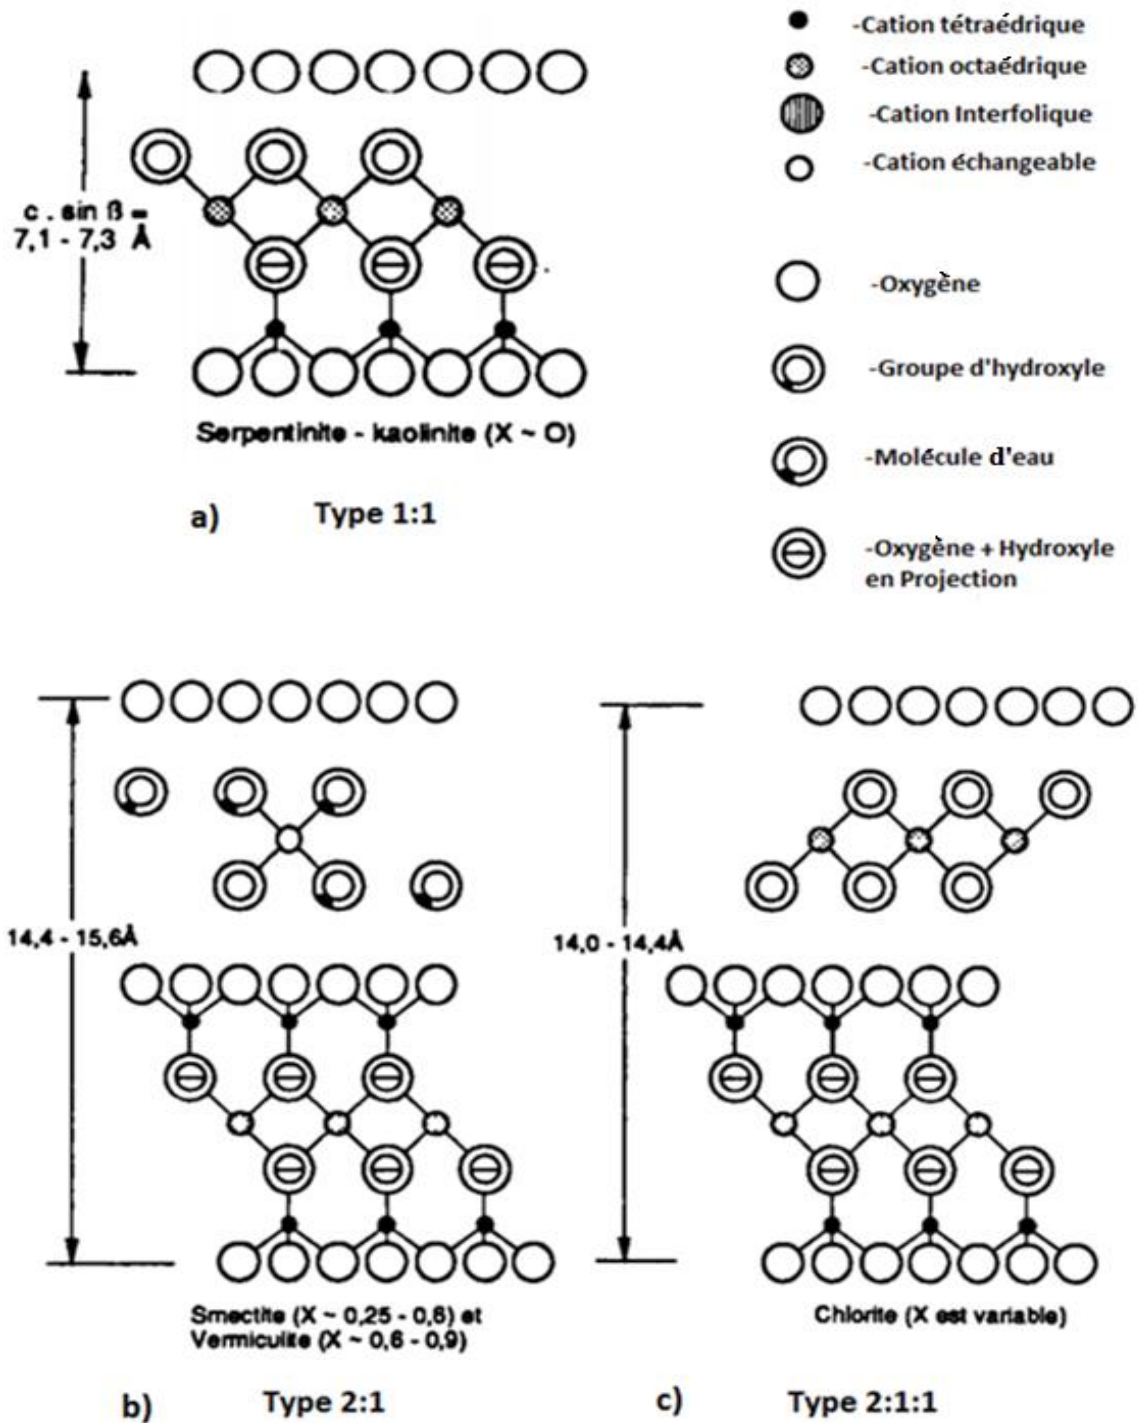 -Cation tétraédrique
-Cation octaédrique
-Cation Interfolique
-Cation échangeable
c . sin ß =
7,1 - 7,3 Å
-Oxygène
-Groupe d'hydroxyle
Serpentinite - kaolinite (X ~ O)
-Molécule d'eau
a) Type 1:1
-Oxygène + Hydroxyle
en Projection
14,4 - 15,6Å
14,0 - 14,4Å
Smectite (X ~ 0,25 - 0,6) et
Vermiculite (X ~ 0,6 - 0,9)
Chlorite (X est variable)
b) Type 2:1
c) Type 2:1:1